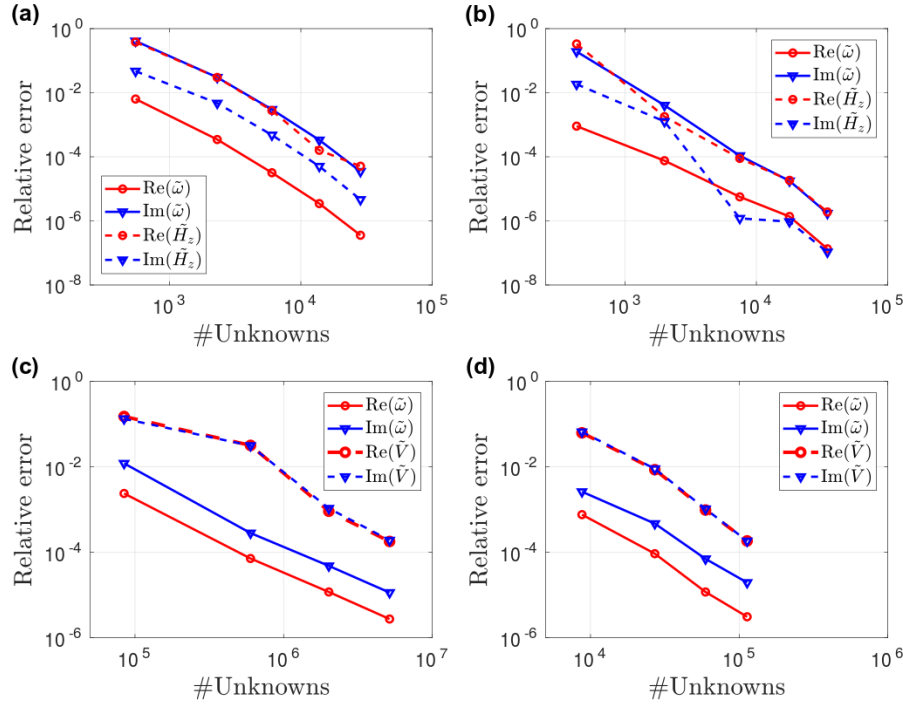 (a)
10^0
10^-2
10^-4
10^-6
10^-8
Relative error
Re(ω̃)
Im(ω̃)
Re(H̃_z)
Im(H̃_z)
10^3
10^4
10^5
#Unknowns
(b)
10^0
10^-2
10^-4
10^-6
10^-8
Relative error
Re(ω̃)
Im(ω̃)
Re(H̃_z)
Im(H̃_z)
10^3
10^4
10^5
#Unknowns
(c)
10^0
10^-2
10^-4
10^-6
Relative error
Re(ω̃)
Im(ω̃)
Re(Ṽ)
Im(Ṽ)
10^5
10^6
10^7
#Unknowns
(d)
10^0
10^-2
10^-4
10^-6
Relative error
Re(ω̃)
Im(ω̃)
Re(Ṽ)
Im(Ṽ)
10^4
10^5
10^6
#Unknowns